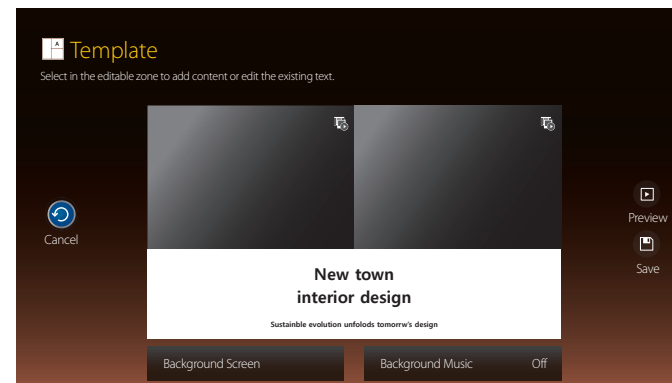 A
Template
Select in the editable zone to add content or edit the existing text.
Cancel
Preview
Save
New town
interior design
Sustainble evolution unfolods tomorrw's design
Background Screen
Background Music Off